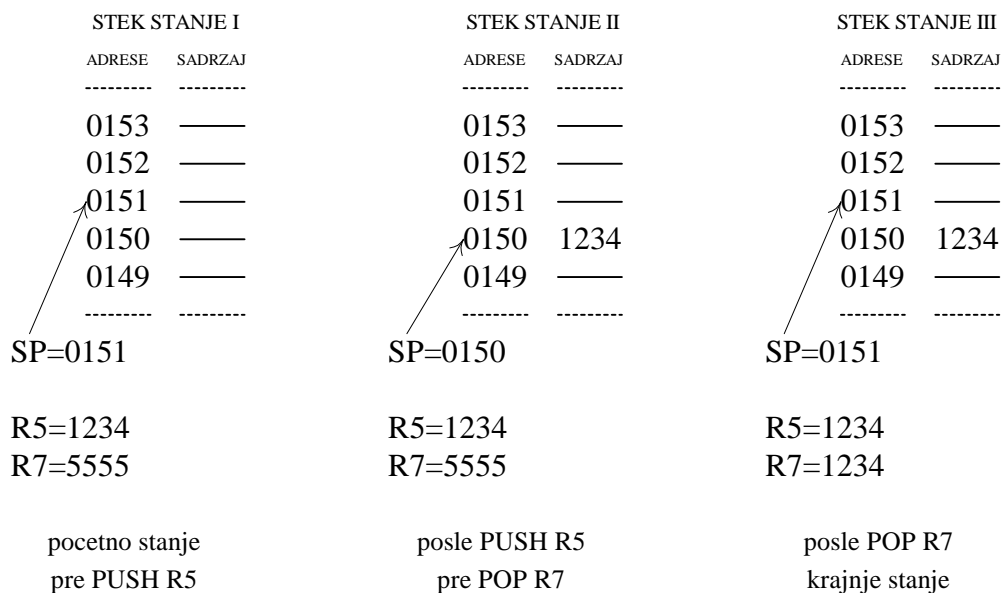 STEK STANJE I
ADRESE SADRZAJ
--------- ---------
0153 ———
0152 ———
0151 ———
0150 ———
0149 ———
--------- ---------
SP=0151
R5=1234
R7=5555
pocetno stanje
pre PUSH R5
STEK STANJE II
ADRESE SADRZAJ
--------- ---------
0153 ———
0152 ———
0151 ———
0150 1234
0149 ———
--------- ---------
SP=0150
R5=1234
R7=5555
posle PUSH R5
pre POP R7
STEK STANJE III
ADRESE SADRZAJ
--------- ---------
0153 ———
0152 ———
0151 ———
0150 1234
0149 ———
--------- ---------
SP=0151
R5=1234
R7=1234
posle POP R7
krajnje stanje